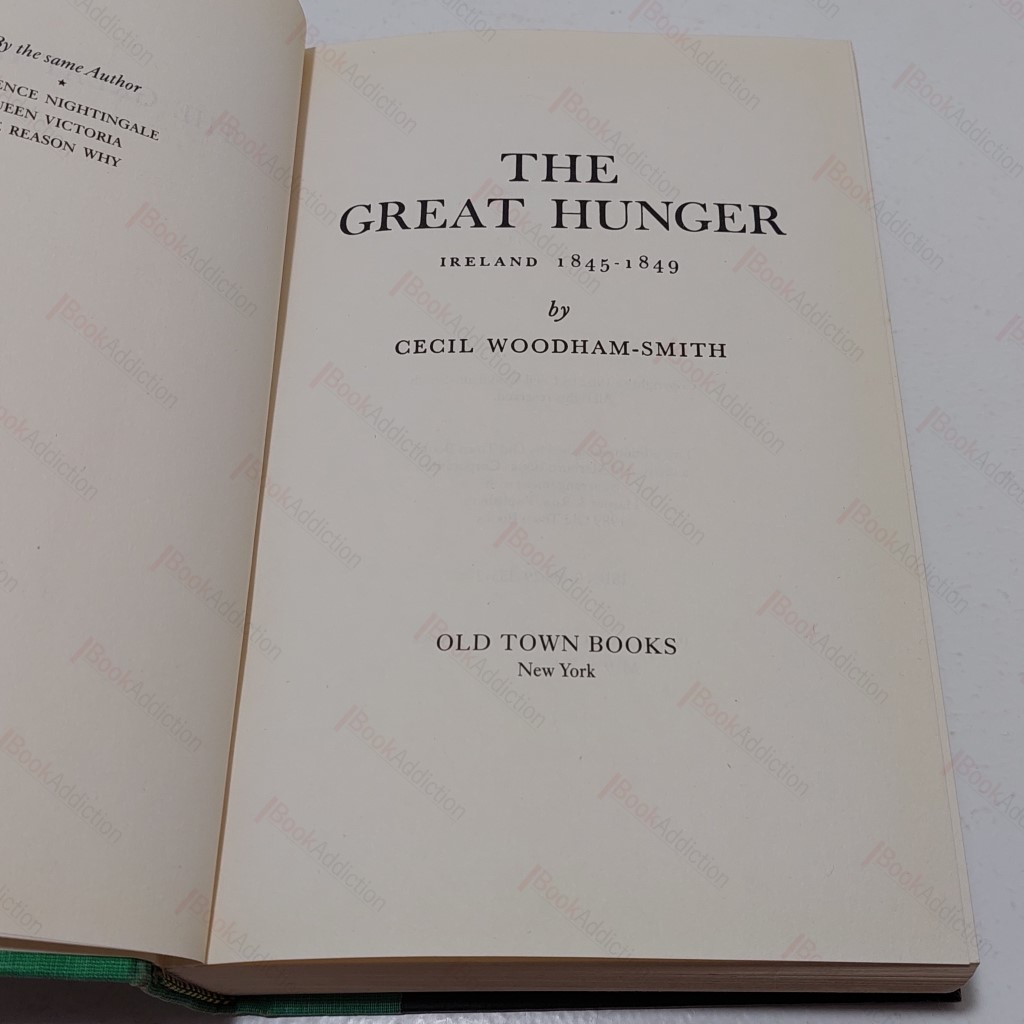 By the same Author
ENCE NIGHTINGALE
UEEN VICTORIA
REASON WHY
THE
GREAT HUNGER
IRELAND 1845-1849
by
CECIL WOODHAM-SMITH
OLD TOWN BOOKS
New York
BookAddiction